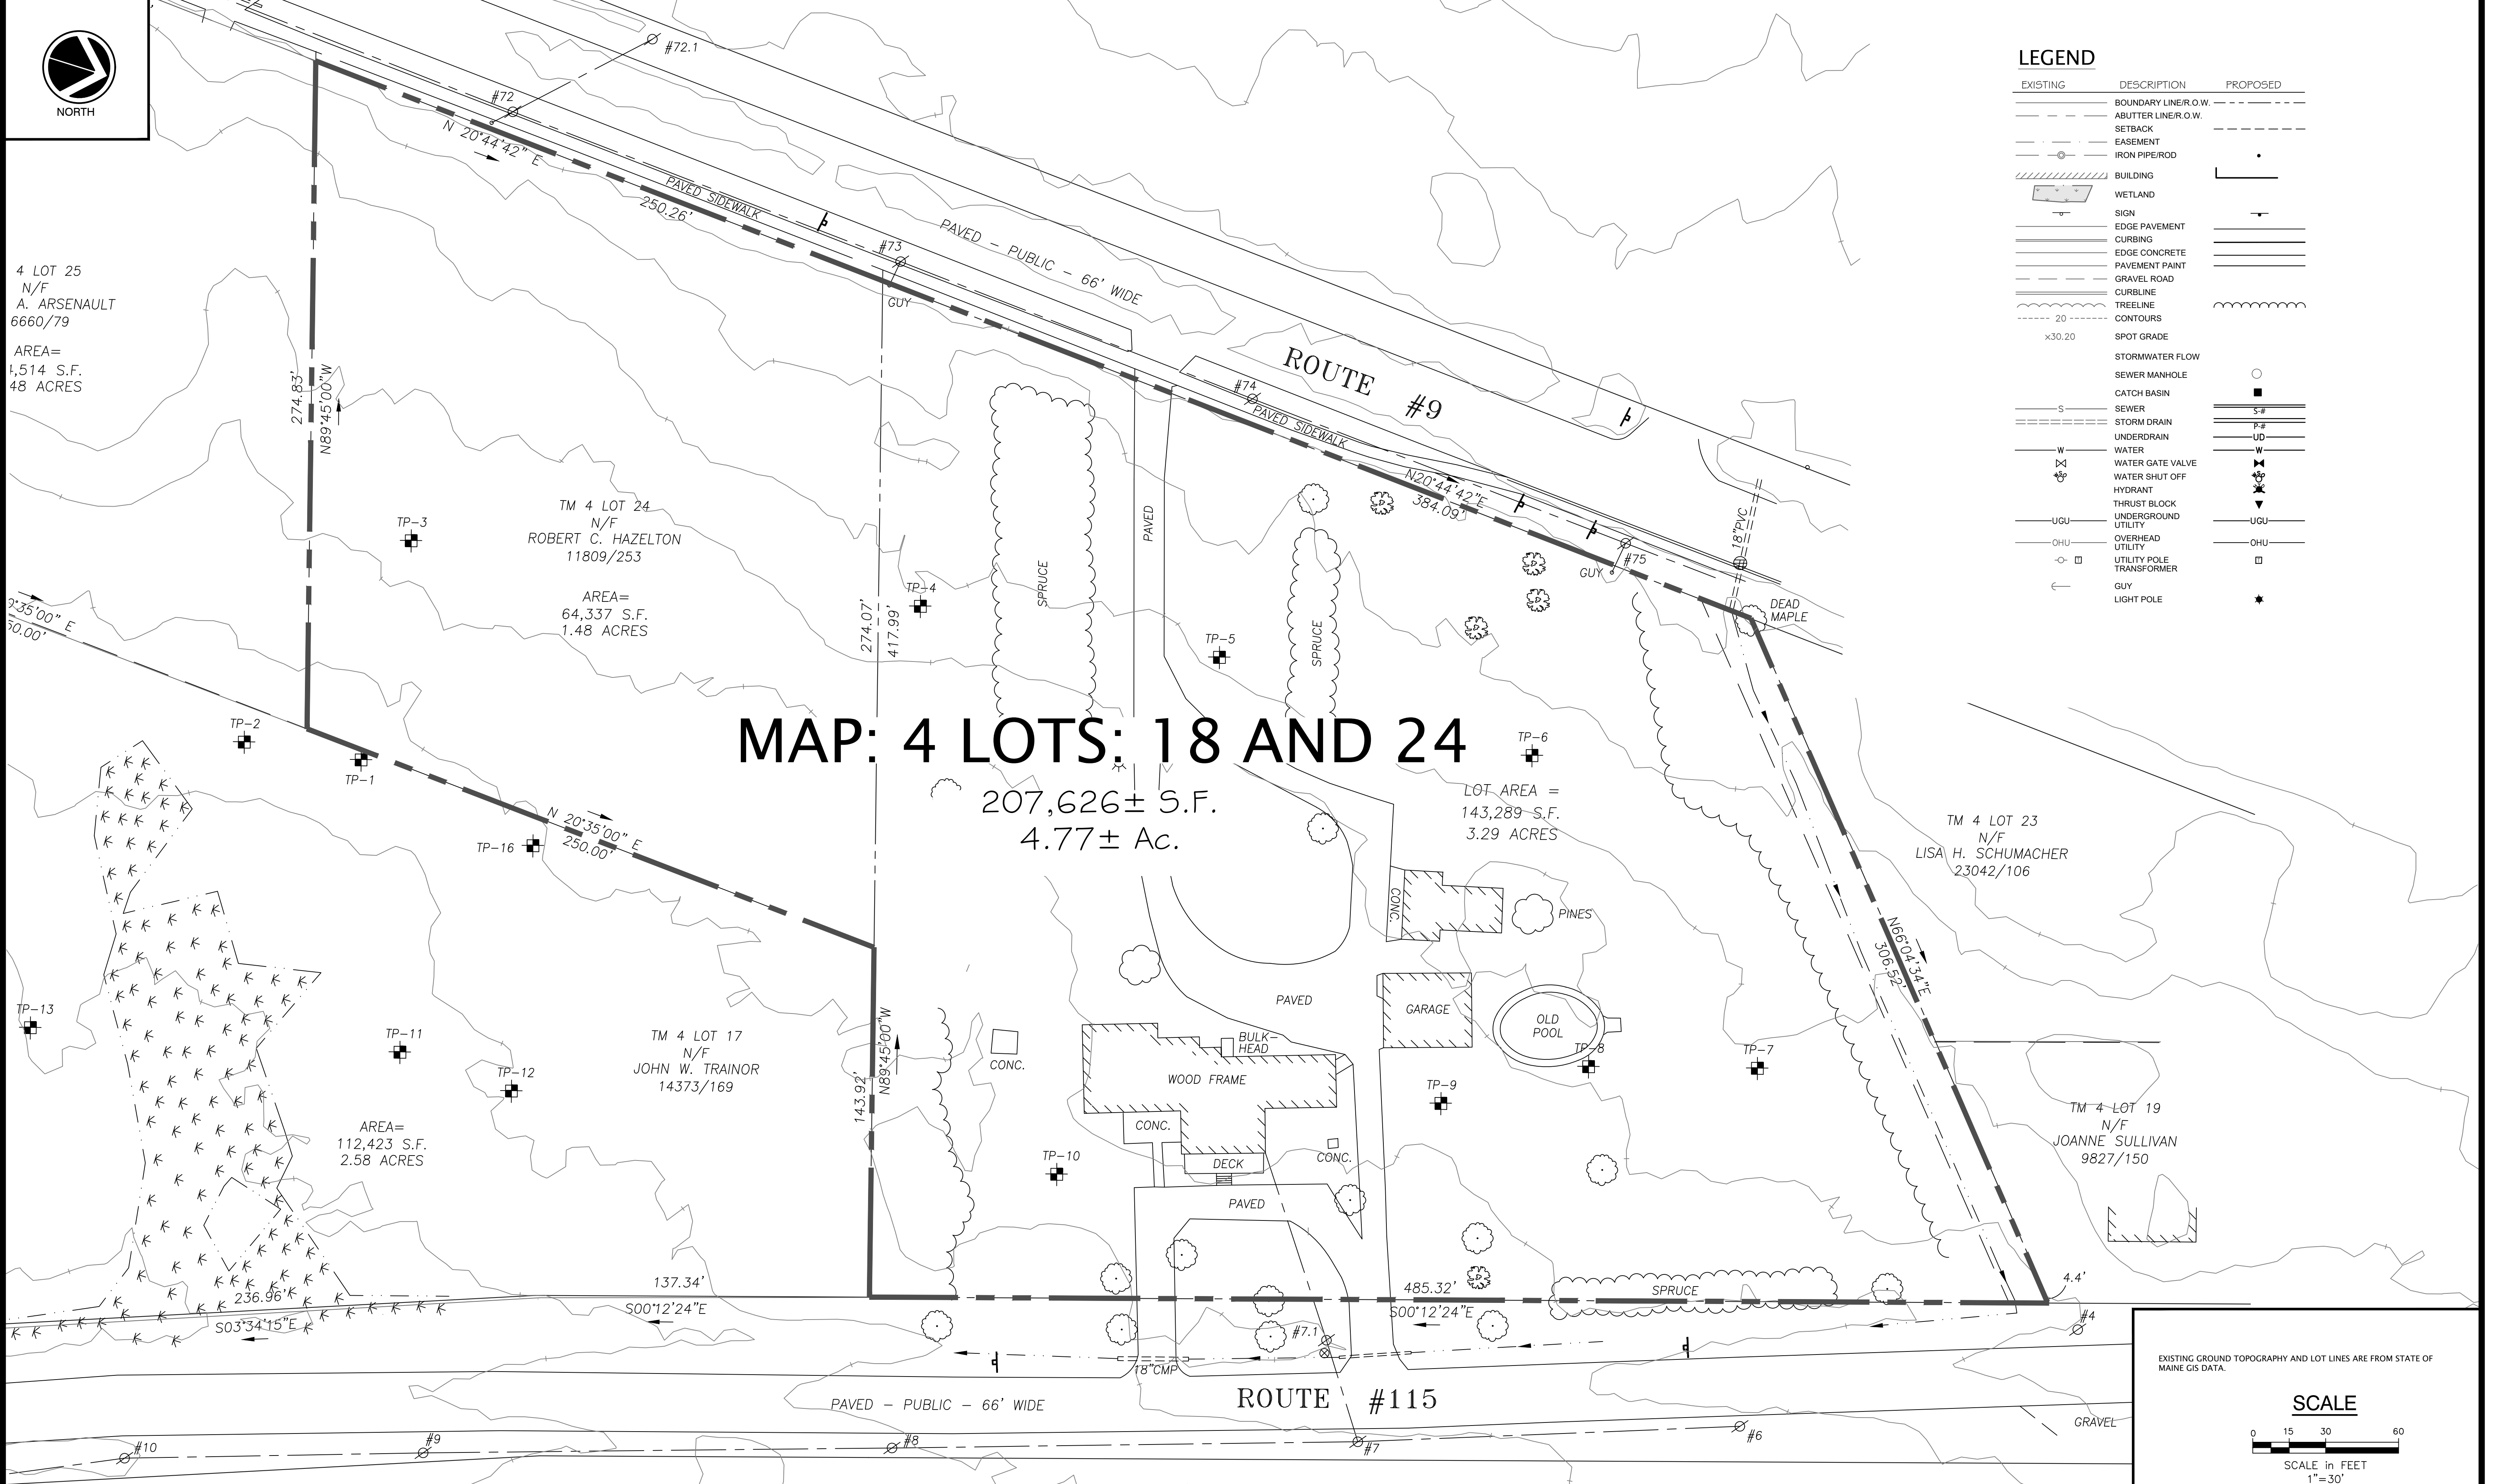 NORTH
#72.1
#72
N 20°44'42" E
PAVED SIDEWALK
250.26'
#73
GUY
PAVED - PUBLIC - 66' WIDE
ROUTE #9
#74
PAVED SIDEWALK
N20°44'42"E
384.09'
#75
GUY
18"PVC
DEAD
MAPLE
4 LOT 25
N/F
A. ARSENAULT
6660/79
AREA=
,514 S.F.
48 ACRES
274.83'
N89°45'00"W
TP-3
TM 4 LOT 24
N/F
ROBERT C. HAZELTON
11809/253
AREA=
64,337 S.F.
1.48 ACRES
°35'00" E
50.00'
TP-2
TP-1
274.07'
417.99'
TP-4
SPRUCE
PAVED
TP-5
SPRUCE
MAP: 4 LOTS: 18 AND 24
207,626± S.F.
4.77± Ac.
TP-6
LOT AREA =
143,289 S.F.
3.29 ACRES
N 20°35'00" E
250.00'
TP-16
TM 4 LOT 23
N/F
LISA H. SCHUMACHER
23042/106
N66°04'34"E
306.52'
CONC.
PINES
PAVED
GARAGE
OLD
POOL
TP-8
TP-7
TP-13
TP-11
TP-12
TM 4 LOT 17
N/F
JOHN W. TRAINOR
14373/169
AREA=
112,423 S.F.
2.58 ACRES
143.92'
N89°45'00"W
CONC.
BULK-
HEAD
WOOD FRAME
CONC.
DECK
CONC.
TP-9
TP-10
PAVED
TM 4 LOT 19
N/F
JOANNE SULLIVAN
9827/150
236.96'
S03°34'15"E
137.34'
S00°12'24"E
485.32'
S00°12'24"E
SPRUCE
4.4'
#4
#7.1
18"CMP
ROUTE #115
PAVED - PUBLIC - 66' WIDE
GRAVEL
#10
#9
#8
#7
#6
LEGEND
EXISTING DESCRIPTION PROPOSED
BOUNDARY LINE/R.O.W.
ABUTTER LINE/R.O.W.
SETBACK
EASEMENT
IRON PIPE/ROD
BUILDING
WETLAND
SIGN
EDGE PAVEMENT
CURBING
EDGE CONCRETE
PAVEMENT PAINT
GRAVEL ROAD
CURBLINE
TREELINE
20 CONTOURS
x30.20 SPOT GRADE
STORMWATER FLOW
SEWER MANHOLE
CATCH BASIN
S SEWER S-#
STORM DRAIN P-#
UNDERDRAIN UD
W WATER W
WATER GATE VALVE
WATER SHUT OFF
HYDRANT
THRUST BLOCK
UGU UNDERGROUND UGU
UTILITY
OHU OVERHEAD OHU
UTILITY
T UTILITY POLE T
TRANSFORMER
GUY
LIGHT POLE
EXISTING GROUND TOPOGRAPHY AND LOT LINES ARE FROM STATE OF
MAINE GIS DATA.
SCALE
0 15 30 60
SCALE in FEET
1"=30'